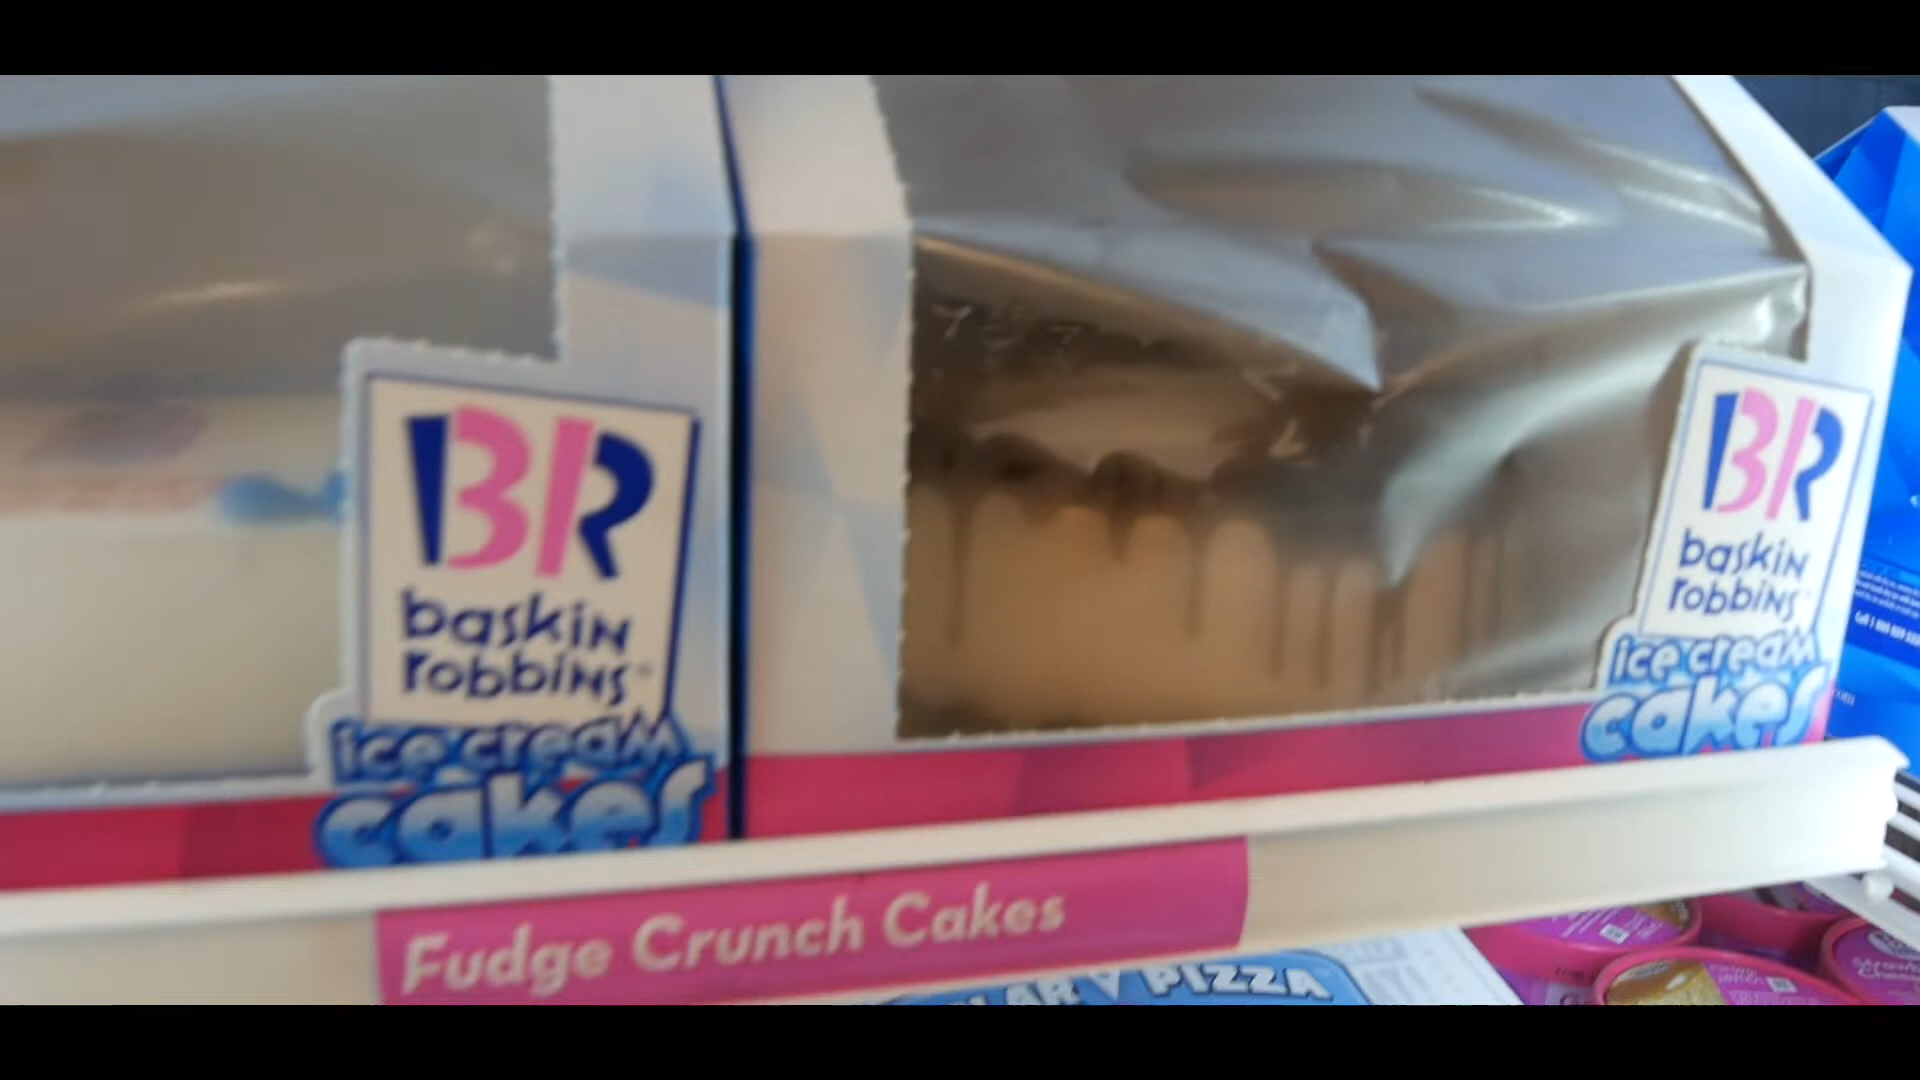 BR
baskin
robbins
ice cream
cakes
BR
baskin
robbins
ice cream
cakes
Fudge Crunch Cakes
PIZZA